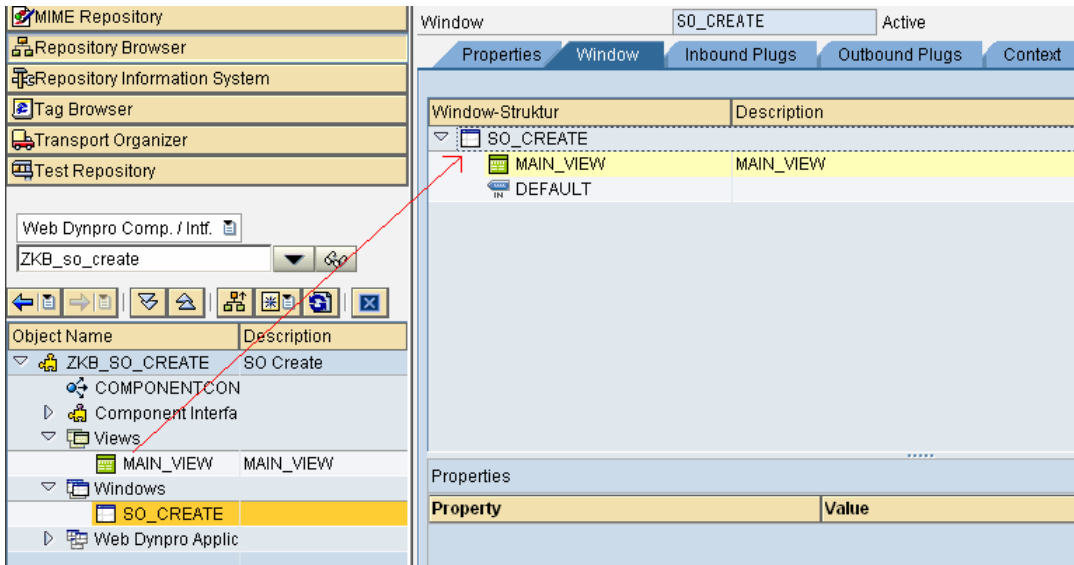 MIME Repository
Repository Browser
Repository Information System
Tag Browser
Transport Organizer
Test Repository
Web Dynpro Comp. / Intf.
ZKB_so_create
Object Name Description
ZKB_SO_CREATE SO Create
COMPONENTCON
Component Interfa
Views
MAIN_VIEW MAIN_VIEW
Windows
SO_CREATE
Web Dynpro Applic
Window SO_CREATE Active
Properties Window Inbound Plugs Outbound Plugs Context
Window-Struktur Description
SO_CREATE
MAIN_VIEW MAIN_VIEW
IN DEFAULT
Properties
Property Value